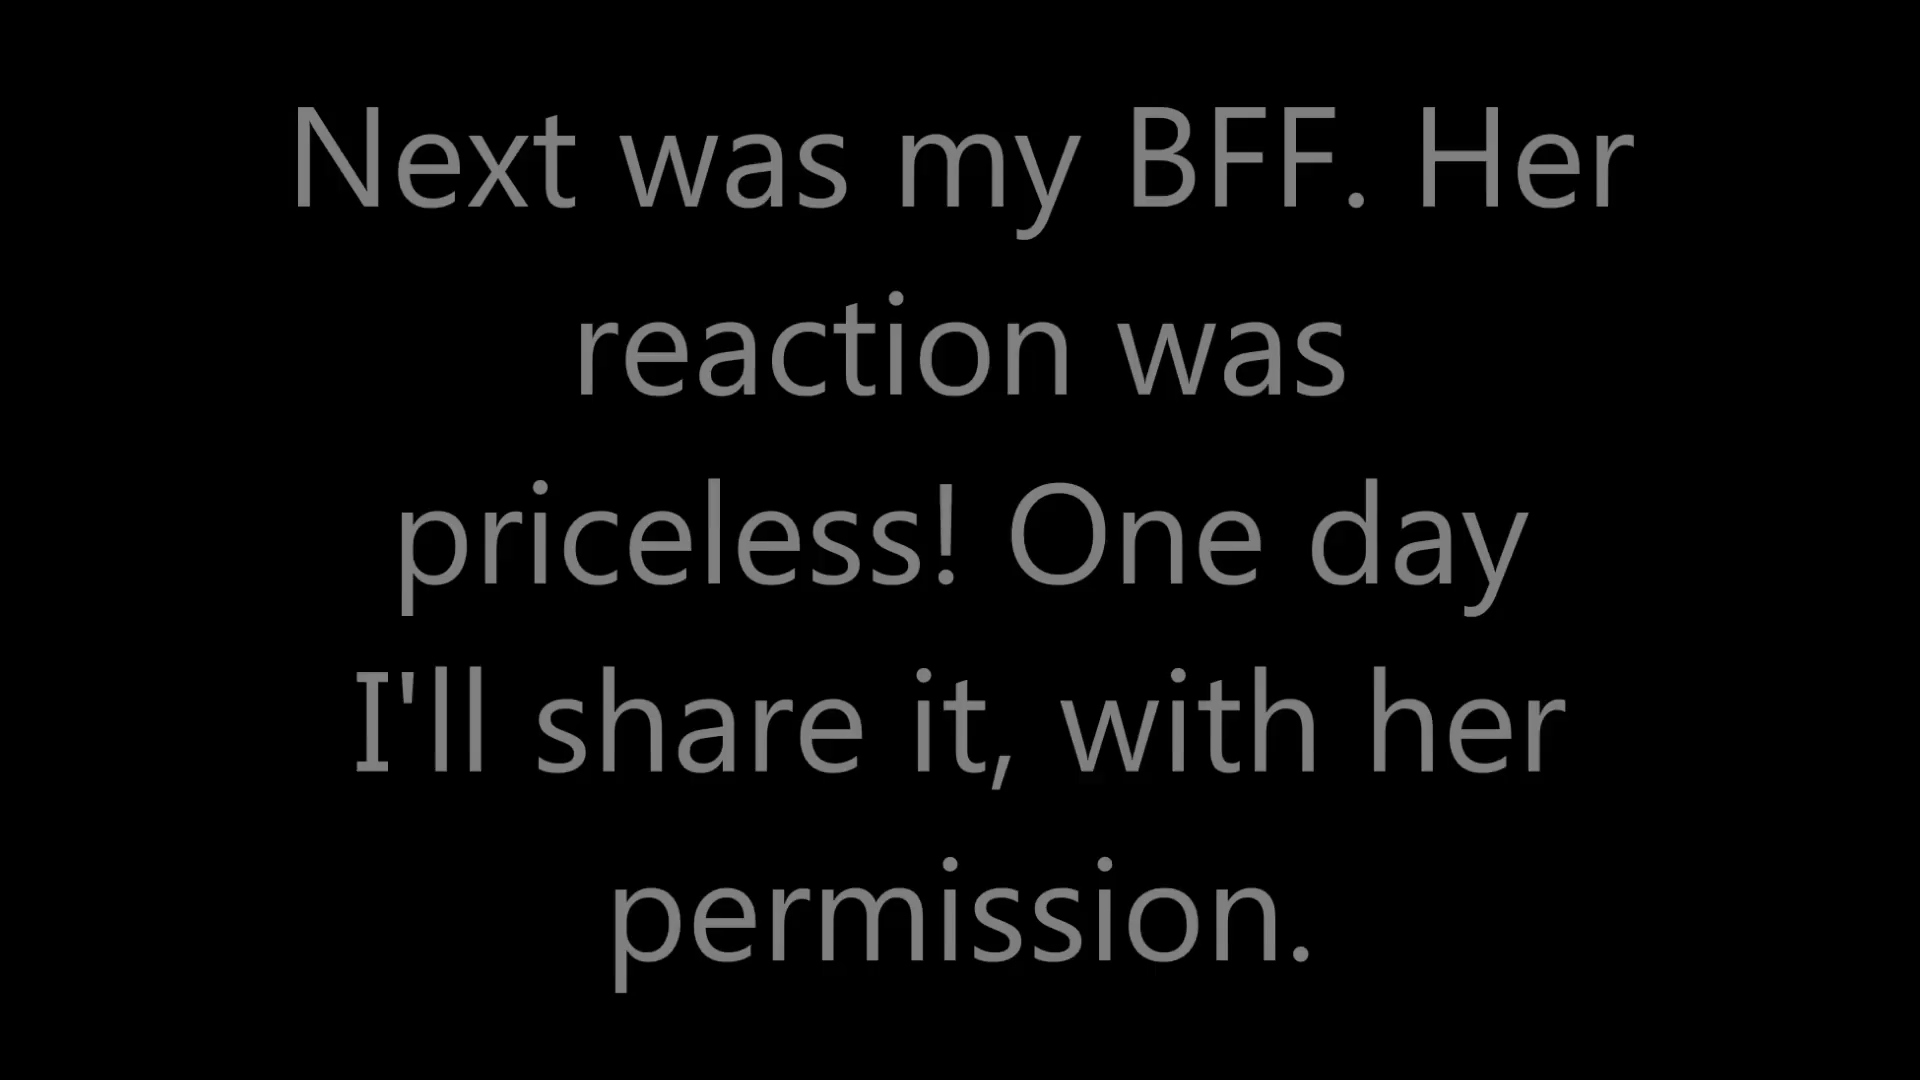 Next was my BFF. Her
reaction was
priceless! One day
I'll share it, with her
permission.